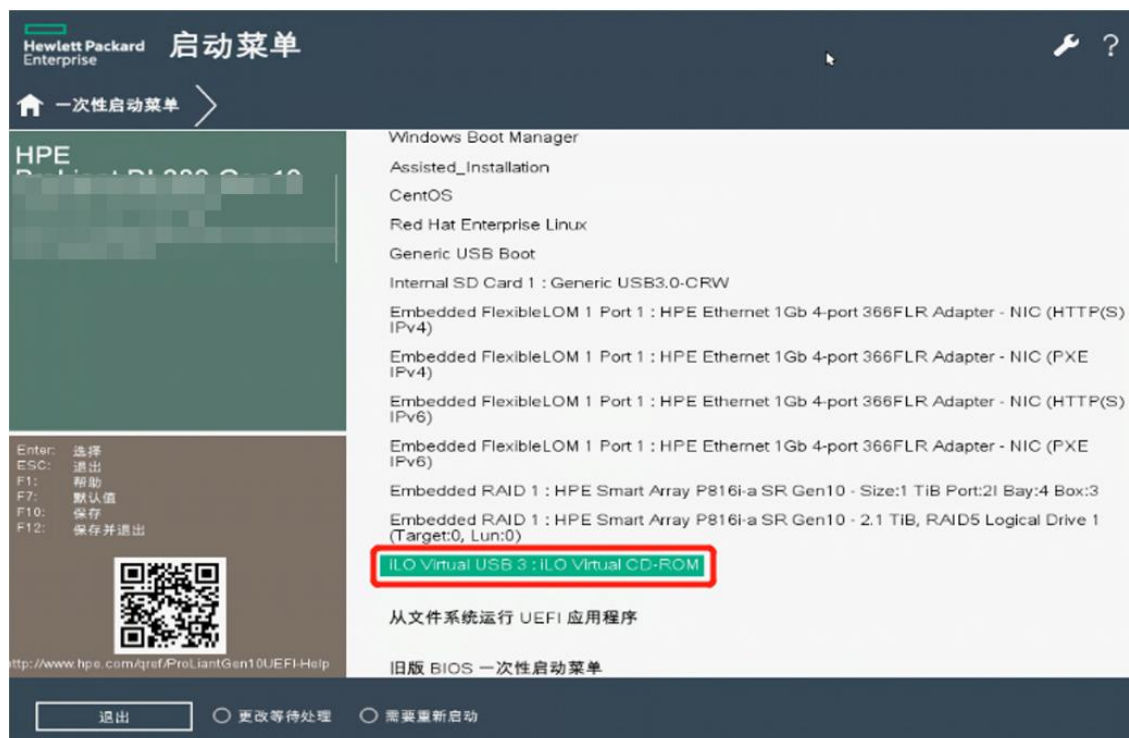 Hewlett Packard
Enterprise
启动菜单
?
一次性启动菜单
HPE
Windows Boot Manager
Assisted_Installation
CentOS
Red Hat Enterprise Linux
Generic USB Boot
Internal SD Card 1 : Generic USB3.0-CRW
Embedded FlexibleLOM 1 Port 1 : HPE Ethernet 1Gb 4-port 366FLR Adapter - NIC (HTTP(S)
IPv4)
Embedded FlexibleLOM 1 Port 1 : HPE Ethernet 1Gb 4-port 366FLR Adapter - NIC (PXE
IPv4)
Embedded FlexibleLOM 1 Port 1 : HPE Ethernet 1Gb 4-port 366FLR Adapter - NIC (HTTP(S)
IPv6)
Embedded FlexibleLOM 1 Port 1 : HPE Ethernet 1Gb 4-port 366FLR Adapter - NIC (PXE
IPv6)
Embedded RAID 1 : HPE Smart Array P816i-a SR Gen10 - Size:1 TiB Port:2I Bay:4 Box:3
Embedded RAID 1 : HPE Smart Array P816i-a SR Gen10 - 2.1 TiB, RAID5 Logical Drive 1
(Target:0, Lun:0)
iLO Virtual USB 3 : iLO Virtual CD-ROM
从文件系统运行 UEFI 应用程序
旧版 BIOS 一次性启动菜单
Enter: 选择
ESC: 退出
F1: 帮助
F7: 默认值
F10: 保存
F12: 保存并退出
ttp://www.hpe.com/qref/ProLiantGen10UEFI-Help
退出
更改等待处理
需要重新启动